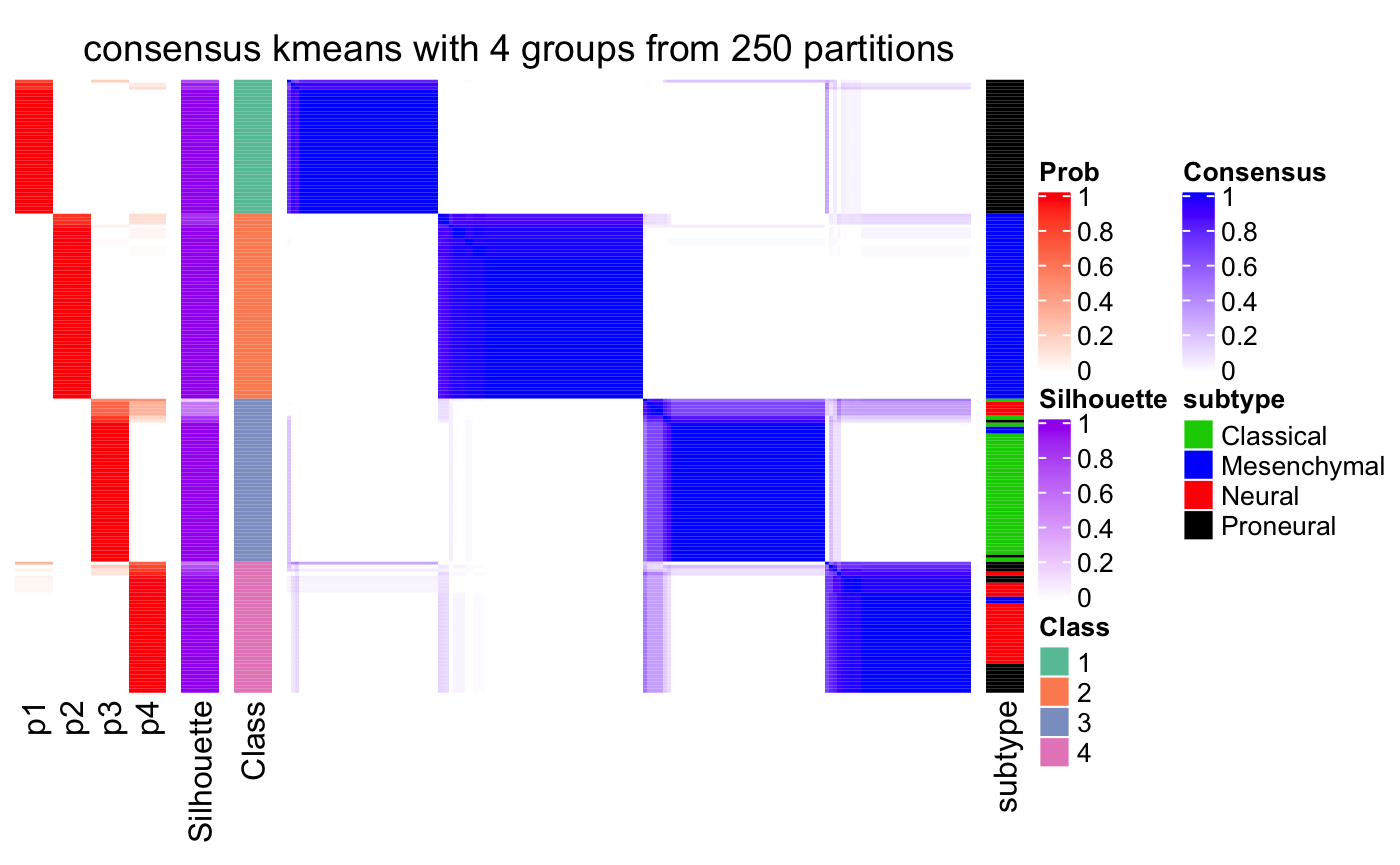 consensus kmeans with 4 groups from 250 partitions
p1
p2
p3
p4
Silhouette
Class
subtype
Prob
1
0.8
0.6
0.4
0.2
0
Consensus
1
0.8
0.6
0.4
0.2
0
Silhouette
1
0.8
0.6
0.4
0.2
0
subtype
Classical
Mesenchymal
Neural
Proneural
Class
1
2
3
4